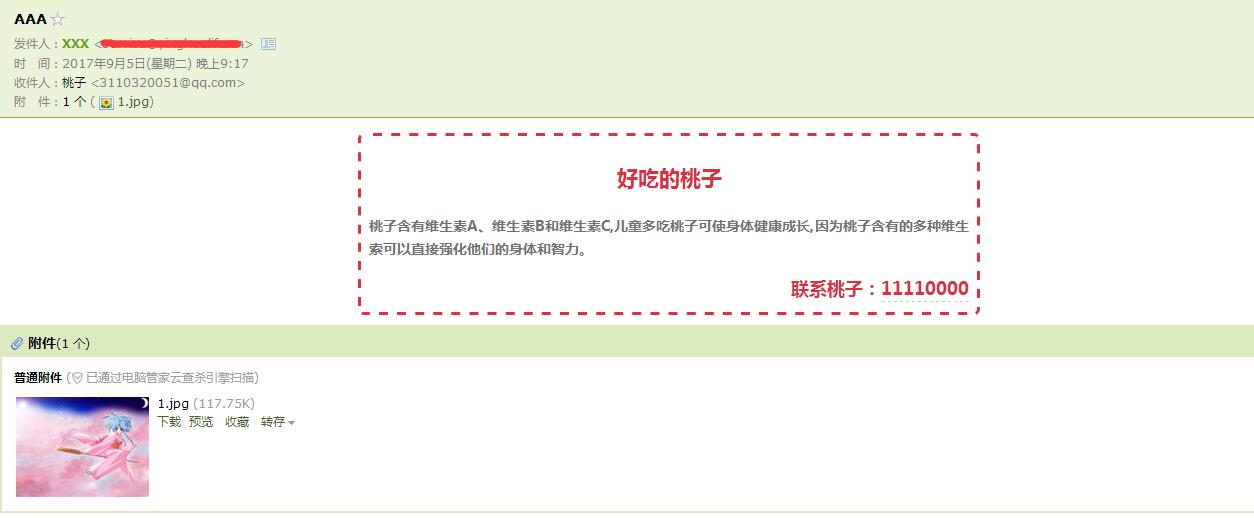 AAA
发件人：XXX < >
时 间：2017年9月5日(星期二) 晚上9:17
收件人：桃子 <3110320051@qq.com>
附 件：1 个 ( 1.jpg)
好吃的桃子
桃子含有维生素A、维生素B和维生素C,儿童多吃桃子可使身体健康成长,因为桃子含有的多种维生
索可以直接强化他们的身体和智力。
联系桃子：11110000
附件(1 个)
普通附件 (已通过电脑管家云查杀引擎扫描)
1.jpg (117.75K)
下载 预览 收藏 转存